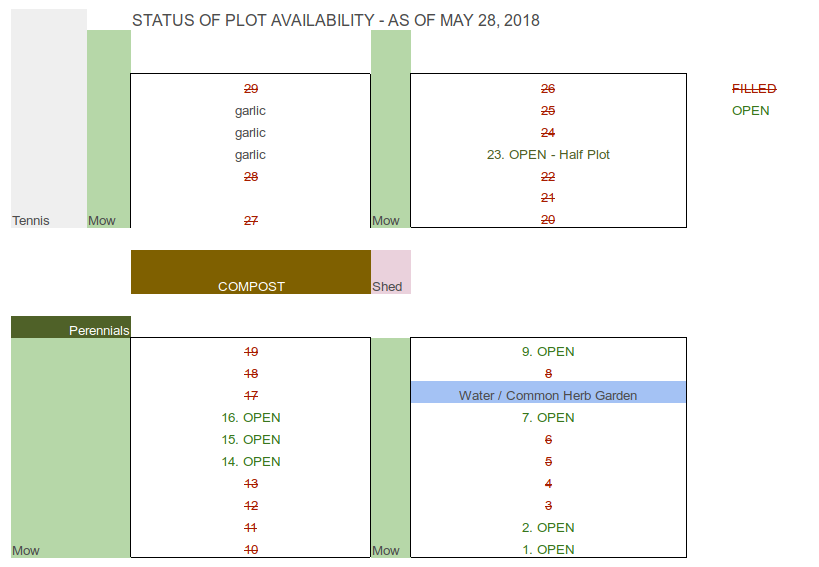 STATUS OF PLOT AVAILABILITY - AS OF MAY 28, 2018
29
garlic
garlic
garlic
28
27
26
25
24
23. OPEN - Half Plot
22
21
20
FILLED
OPEN
Tennis
Mow
Mow
COMPOST
Shed
Perennials
19
18
17
16. OPEN
15. OPEN
14. OPEN
13
12
11
10
9. OPEN
8
Water / Common Herb Garden
7. OPEN
6
5
4
3
2. OPEN
1. OPEN
Mow
Mow